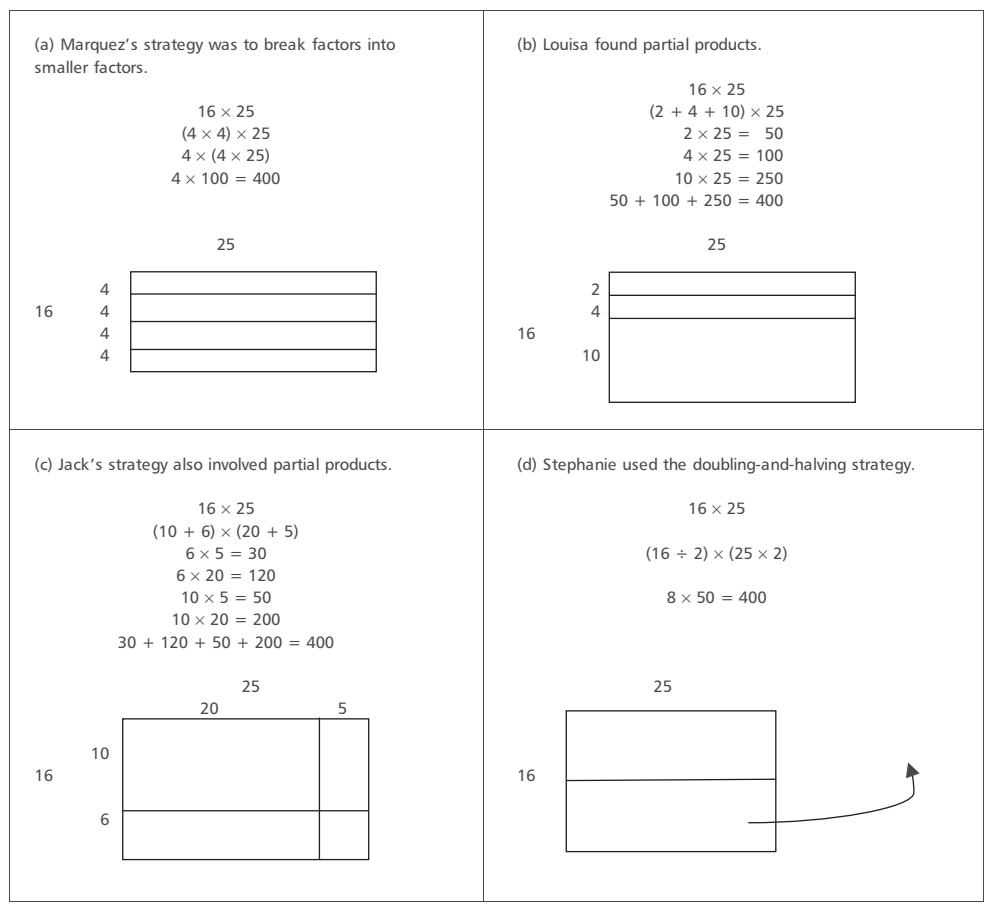 (a) Marquez's strategy was to break factors into
smaller factors.
16 × 25
(4 × 4) × 25
4 × (4 × 25)
4 × 100 = 400
25
4
16 4
4
4
(b) Louisa found partial products.
16 × 25
(2 + 4 + 10) × 25
2 × 25 = 50
4 × 25 = 100
10 × 25 = 250
50 + 100 + 250 = 400
25
2
4
16
10
(c) Jack's strategy also involved partial products.
16 × 25
(10 + 6) × (20 + 5)
6 × 5 = 30
6 × 20 = 120
10 × 5 = 50
10 × 20 = 200
30 + 120 + 50 + 200 = 400
25
20 5
10
16
6
(d) Stephanie used the doubling-and-halving strategy.
16 × 25
(16 ÷ 2) × (25 × 2)
8 × 50 = 400
25
16